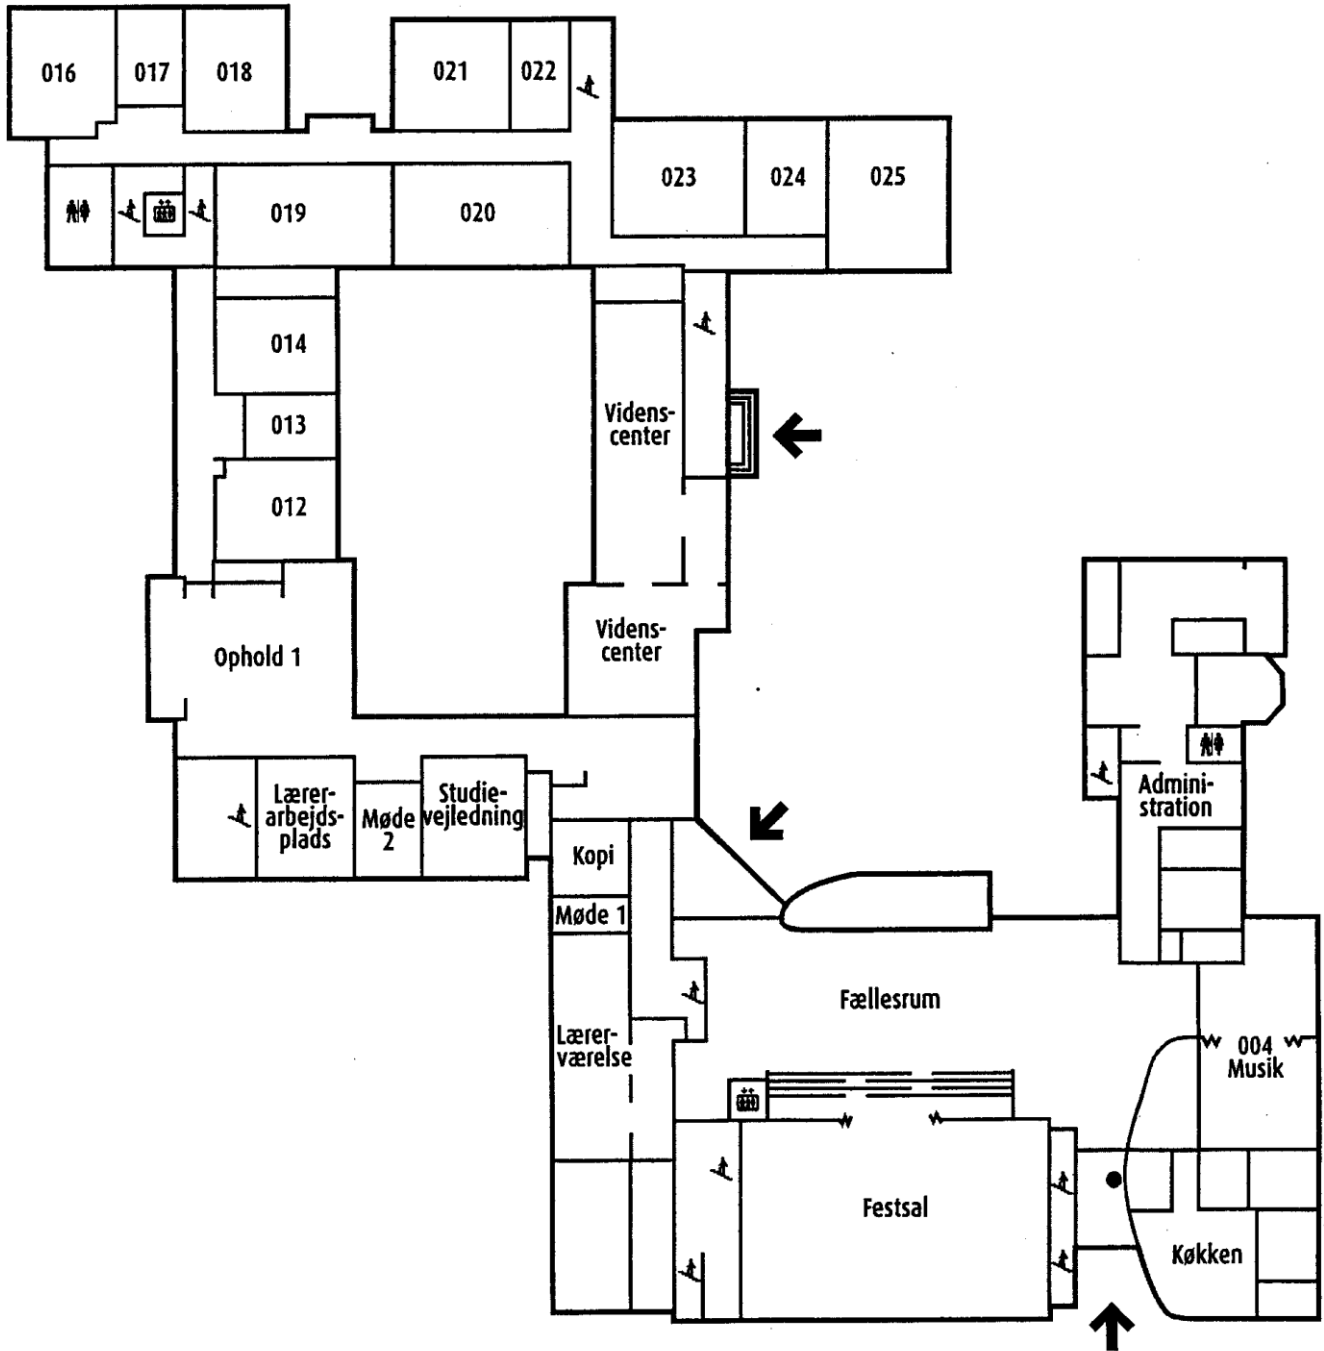 016
017
018
021
022
023
024
025
019
020
014
013
012
Videns-
center
Videns-
center
Ophold 1
Lærer-
arbejds-
plads
Møde
2
Studie-
vejledning
Kopi
Møde 1
Lærer-
værelse
Admini-
stration
Fællesrum
004
Musik
Festsal
Køkken